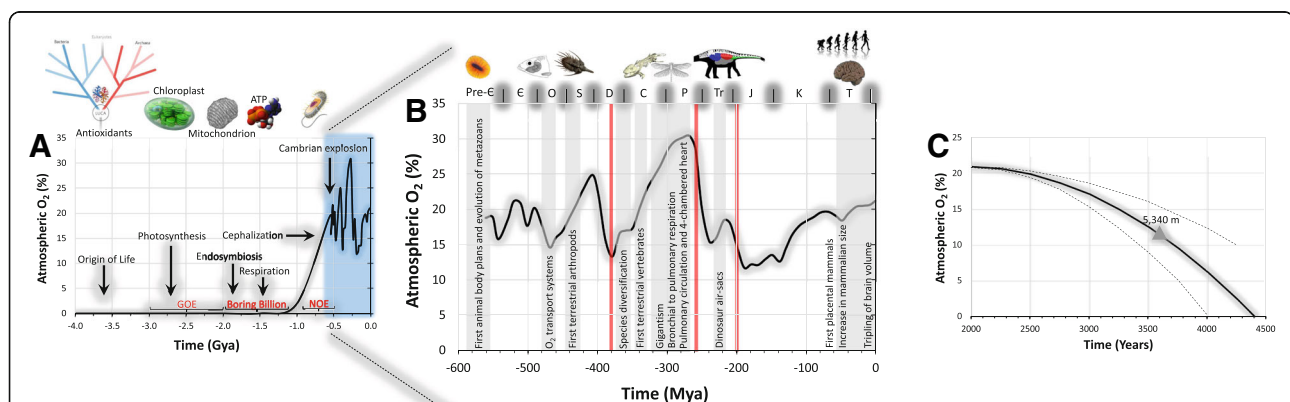 Bacteria
Eukaryotes
Archaea
LUCA
Antioxidants
Chloroplast
Mitochondrion
ATP
A
Cambrian explosion
Photosynthesis
Cephalization
Origin of Life
Endosymbiosis
Respiration
GOE
Boring Billion
NOE
Atmospheric O2 (%)
35
30
25
20
15
10
5
0
-4.0 -3.5 -3.0 -2.5 -2.0 -1.5 -1.0 -0.5 0.0
Time (Gya)
B
Pre-Є | Є | O | S | D | C | P | Tr | J | K | T |
Atmospheric O2 (%)
35
30
25
20
15
10
5
0
First animal body plans and evolution of metazoans
O2 transport systems
First terrestrial arthropods
Species diversification
First terrestrial vertebrates
Gigantism
Bronchial to pulmonary respiration
Pulmonary circulation and 4-chambered heart
Dinosaur air-sacs
First placental mammals
Increase in mammalian size
Tripling of brain volume
-600 -500 -400 -300 -200 -100 0
Time (Mya)
C
Atmospheric O2 (%)
25
20
15
10
5
0
5,340 m
2000 2500 3000 3500 4000 4500
Time (Years)